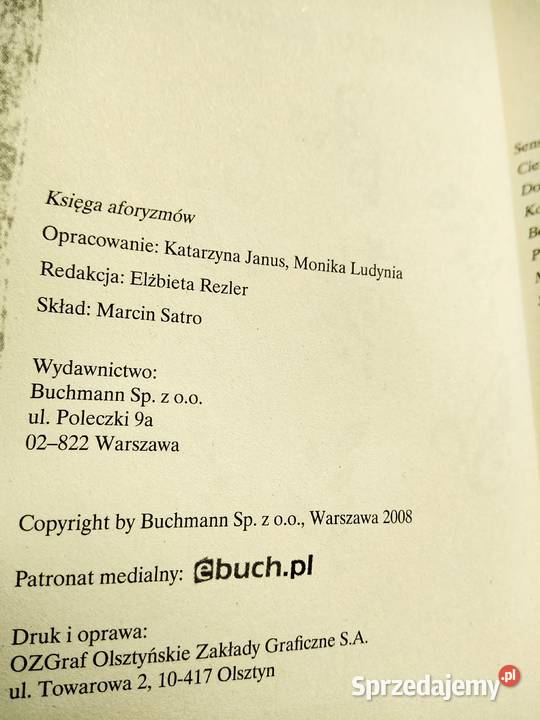 Księga aforyzmów
Opracowanie: Katarzyna Janus, Monika Ludynia
Redakcja: Elżbieta Rezler
Skład: Marcin Satro
Wydawnictwo:
Buchmann Sp. z o.o.
ul. Poleczki 9a
02–822 Warszawa
Copyright by Buchmann Sp. z o.o., Warszawa 2008
Patronat medialny: ebuch.pl
Druk i oprawa:
OZGraf Olsztyńskie Zakłady Graficzne S.A.
ul. Towarowa 2, 10-417 Olsztyn
Sprzedajemy.pl